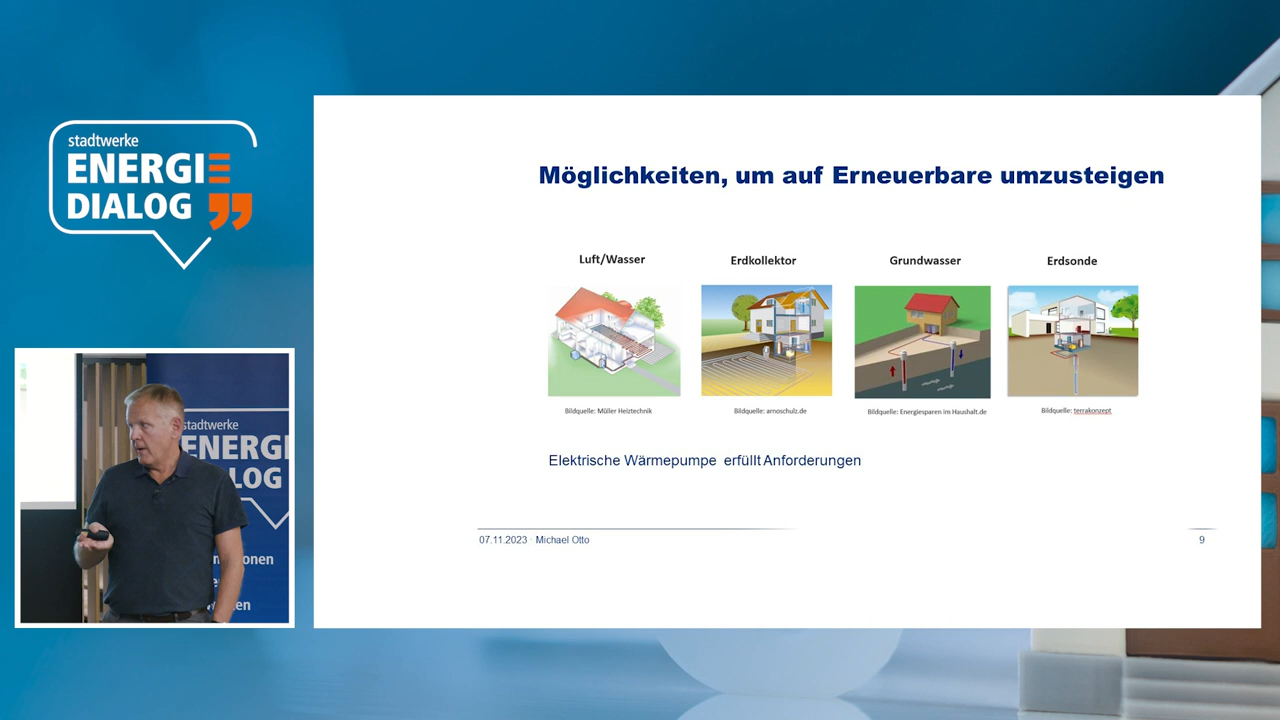 stadtwerke
ENERGIE
DIALOG
Möglichkeiten, um auf Erneuerbare umzusteigen
Luft/Wasser
Erdkollektor
Grundwasser
Erdsonde
Bildquelle: Müller Heiztechnik
Bildquelle: arnoschulz.de
Bildquelle: Energiesparen im Haushalt.de
Bildquelle: terrakonzept
Elektrische Wärmepumpe erfüllt Anforderungen
07.11.2023 · Michael Otto
9
stadtwerke
ENERGI
LOG